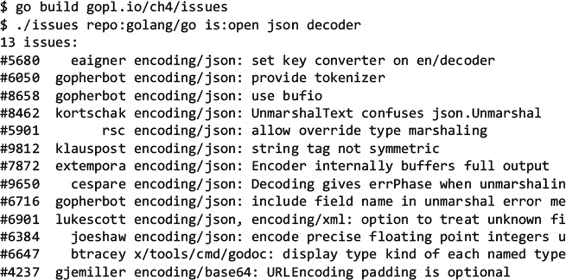 $ go build gopl.io/ch4/issues
$ ./issues repo:golang/go is:open json decoder
13 issues:
#5680    eaigner encoding/json: set key converter on en/decoder
#6050  gopherbot encoding/json: provide tokenizer
#8658  gopherbot encoding/json: use bufio
#8462  kortschak encoding/json: UnmarshalText confuses json.Unmarshal
#5901        rsc encoding/json: allow override type marshaling
#9812  klauspost encoding/json: string tag not symmetric
#7872  extempora encoding/json: Encoder internally buffers full output
#9650    cespare encoding/json: Decoding gives errPhase when unmarshalin
#6716  gopherbot encoding/json: include field name in unmarshal error me
#6901  lukescott encoding/json, encoding/xml: option to treat unknown fi
#6384    joeshaw encoding/json: encode precise floating point integers u
#6647    btracey x/tools/cmd/godoc: display type kind of each named type
#4237  gjemiller encoding/base64: URLEncoding padding is optional